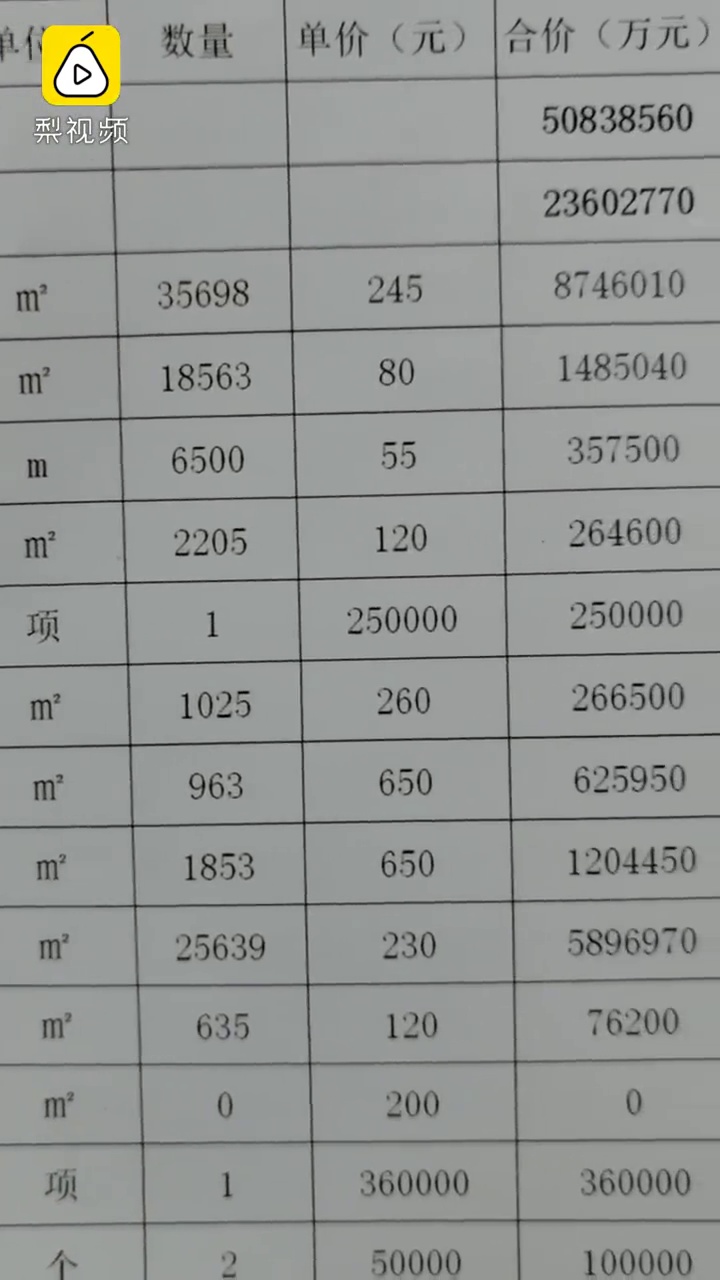 单位 数量 单价（元） 合价（万元）
梨视频
50838560
23602770
m² 35698 245 8746010
m² 18563 80 1485040
m 6500 55 357500
m² 2205 120 264600
项 1 250000 250000
m² 1025 260 266500
m² 963 650 625950
m² 1853 650 1204450
m² 25639 230 5896970
m² 635 120 76200
m² 0 200 0
项 1 360000 360000
个 2 50000 100000